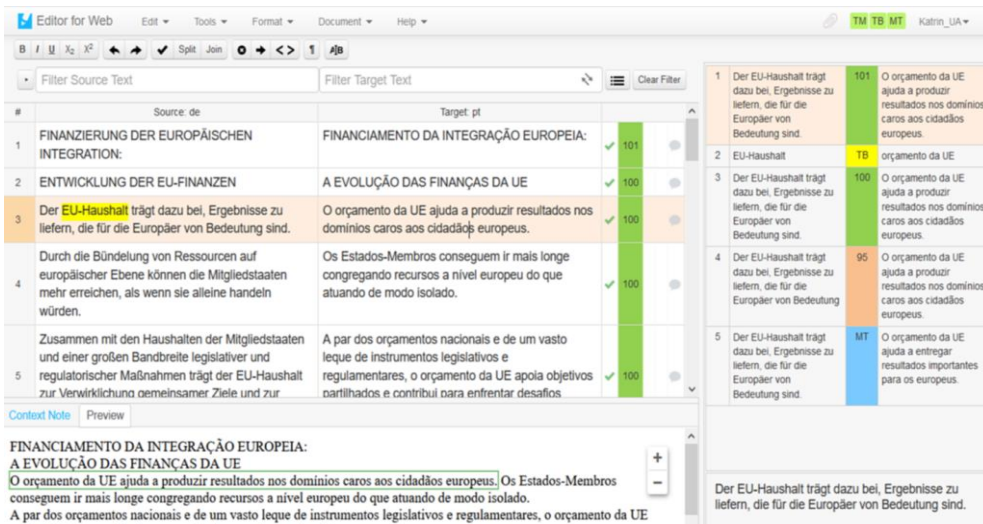 Editor for Web Edit Tools Format Document Help TM TB MT Katrin_UA
B I U X₂ X² Split Join < > ¶ A|B
Filter Source Text Filter Target Text Clear Filter
# Source: de Target: pt
1 FINANZIERUNG DER EUROPÄISCHEN
INTEGRATION:
FINANCIAMENTO DA INTEGRAÇÃO EUROPEIA:
101
2 ENTWICKLUNG DER EU-FINANZEN
A EVOLUÇÃO DAS FINANÇAS DA UE
100
3 Der EU-Haushalt trägt dazu bei, Ergebnisse zu
liefern, die für die Europäer von Bedeutung sind.
O orçamento da UE ajuda a produzir resultados nos
domínios caros aos cidadãos europeus.
100
4 Durch die Bündelung von Ressourcen auf
europäischer Ebene können die Mitgliedstaaten
mehr erreichen, als wenn sie alleine handeln
würden.
Os Estados-Membros conseguem ir mais longe
congregando recursos a nível europeu do que
atuando de modo isolado.
100
5 Zusammen mit den Haushalten der Mitgliedstaaten
und einer großen Bandbreite legislativer und
regulatorischer Maßnahmen trägt der EU-Haushalt
zur Verwirklichung gemeinsamer Ziele und zur
A par dos orçamentos nacionais e de um vasto
leque de instrumentos legislativos e
regulamentares, o orçamento da UE apoia objetivos
partilhados e contribui para enfrentar desafios
100
Context Note Preview
FINANCIAMENTO DA INTEGRAÇÃO EUROPEIA:
A EVOLUÇÃO DAS FINANÇAS DA UE
O orçamento da UE ajuda a produzir resultados nos domínios caros aos cidadãos europeus. Os Estados-Membros
conseguem ir mais longe congregando recursos a nível europeu do que atuando de modo isolado.
A par dos orçamentos nacionais e de um vasto leque de instrumentos legislativos e regulamentares, o orçamento da UE
+
−
1 Der EU-Haushalt trägt
dazu bei, Ergebnisse zu
liefern, die für die
Europäer von
Bedeutung sind.
101
O orçamento da UE
ajuda a produzir
resultados nos domínios
caros aos cidadãos
europeus.
2 EU-Haushalt TB orçamento da UE
3 Der EU-Haushalt trägt
dazu bei, Ergebnisse zu
liefern, die für die
Europäer von
Bedeutung sind.
100
O orçamento da UE
ajuda a produzir
resultados nos domínios
caros aos cidadãos
europeus.
4 Der EU-Haushalt trägt
dazu bei, Ergebnisse zu
liefern, die für die
Europäer von Bedeutung
95
O orçamento da UE
ajuda a produzir
resultados nos domínios
caros aos cidadãos
europeus.
5 Der EU-Haushalt trägt
dazu bei, Ergebnisse zu
liefern, die für die
Europäer von
Bedeutung sind.
MT
O orçamento da UE
ajuda a entregar
resultados importantes
para os europeus.
Der EU-Haushalt trägt dazu bei, Ergebnisse zu
liefern, die für die Europäer von Bedeutung sind.